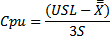 Cpu = (USL − X̿) / 3S